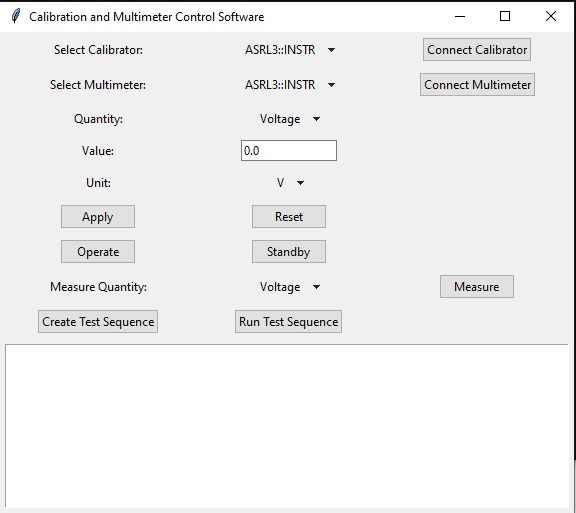 Calibration and Multimeter Control Software
Select Calibrator: ASRL3::INSTR Connect Calibrator
Select Multimeter: ASRL3::INSTR Connect Multimeter
Quantity: Voltage
Value: 0.0
Unit: V
Apply Reset
Operate Standby
Measure Quantity: Voltage Measure
Create Test Sequence Run Test Sequence